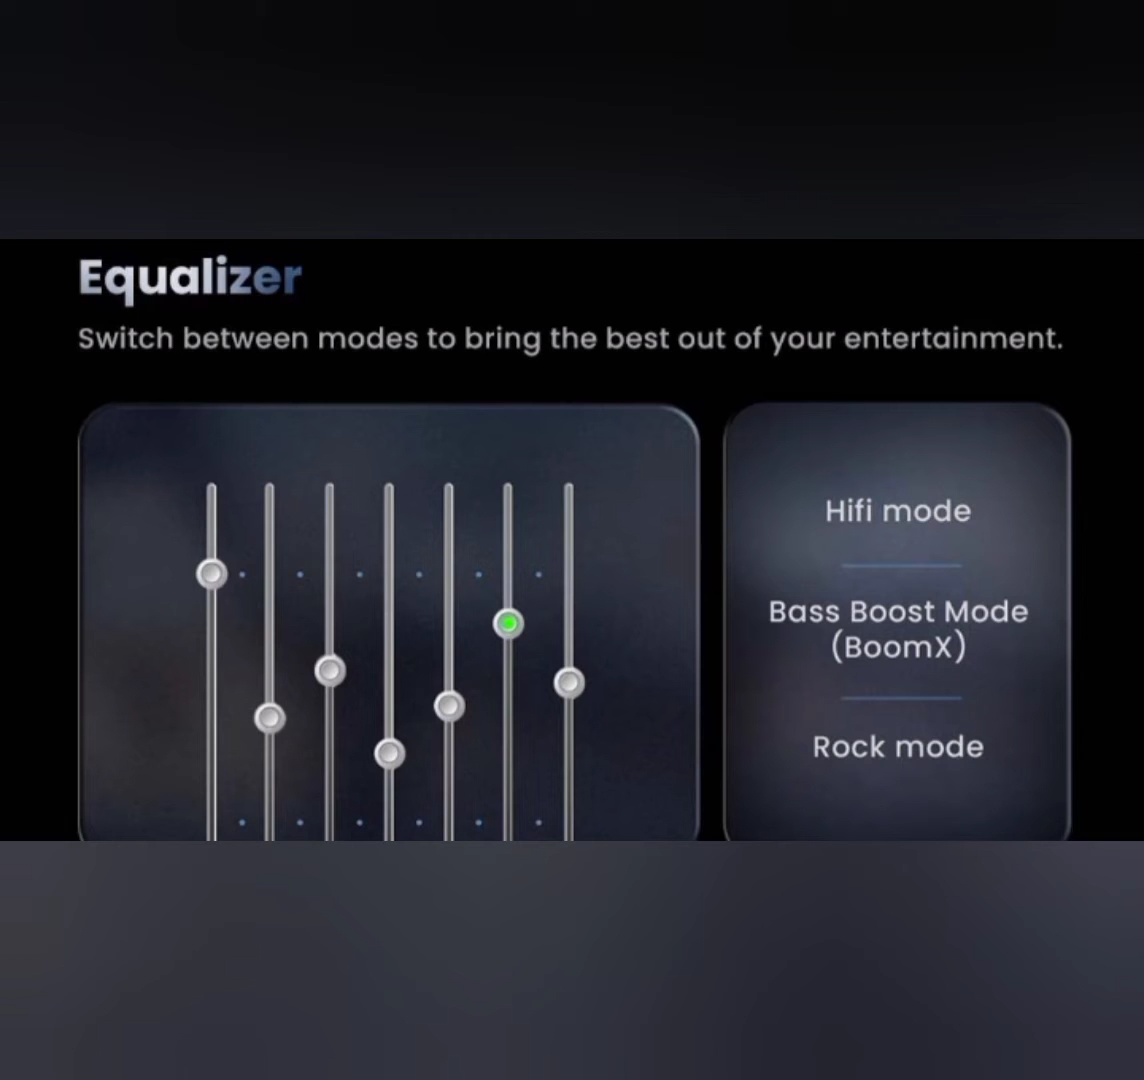 Equalizer
Switch between modes to bring the best out of your entertainment.
Hifi mode
Bass Boost Mode
(BoomX)
Rock mode